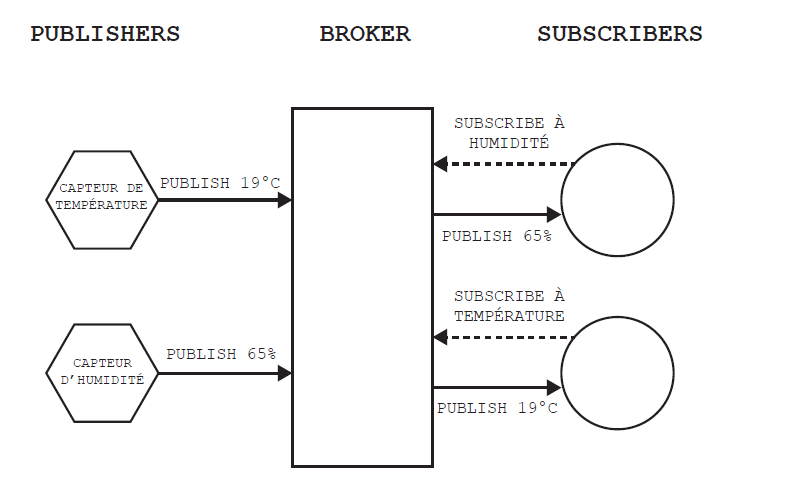 PUBLISHERS
BROKER
SUBSCRIBERS
CAPTEUR DE
TEMPÉRATURE
PUBLISH 19°C
SUBSCRIBE À
HUMIDITÉ
PUBLISH 65%
CAPTEUR
D'HUMIDITÉ
PUBLISH 65%
SUBSCRIBE À
TEMPÉRATURE
PUBLISH 19°C